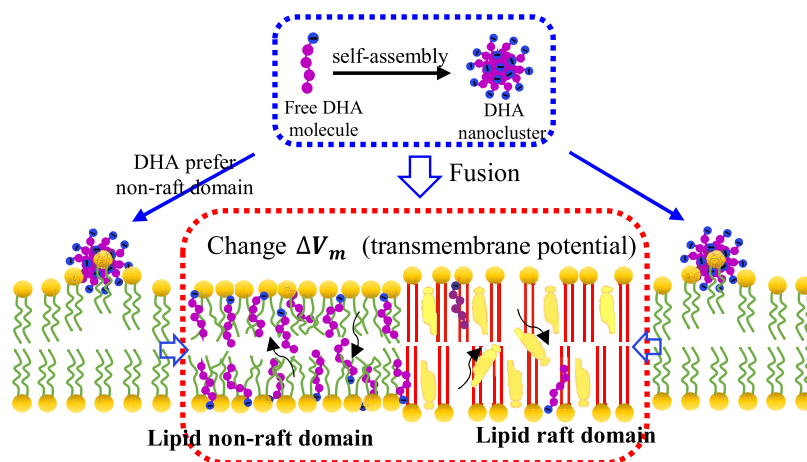 self-assembly
Free DHA
molecule
DHA
nanocluster
DHA prefer
non-raft domain
Fusion
Change ΔVm (transmembrane potential)
Lipid non-raft domain
Lipid raft domain